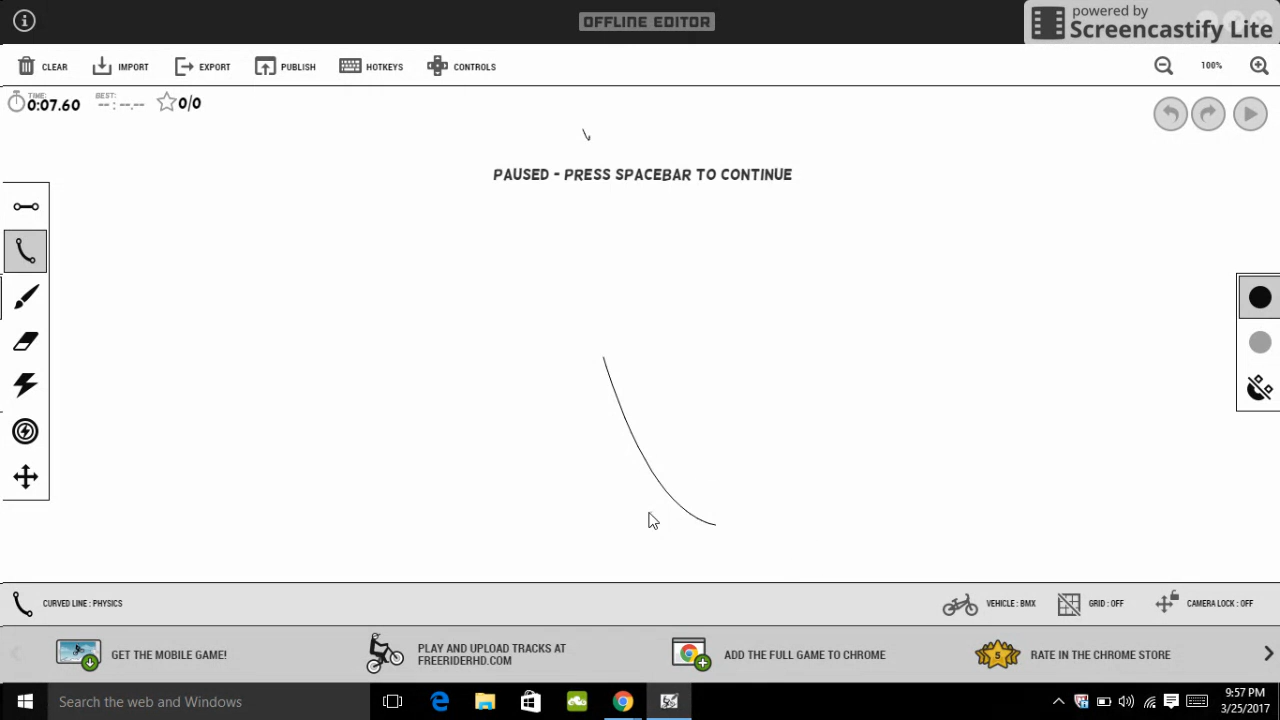 OFFLINE EDITOR
powered by
Screencastify Lite
CLEAR
IMPORT
EXPORT
PUBLISH
HOTKEYS
CONTROLS
100%
TIME:
0:07.60
BEST:
-- : --.--
0/0
PAUSED - PRESS SPACEBAR TO CONTINUE
CURVED LINE : PHYSICS
VEHICLE : BMX
GRID : OFF
CAMERA LOCK : OFF
GET THE MOBILE GAME!
PLAY AND UPLOAD TRACKS AT
FREERIDERHD.COM
ADD THE FULL GAME TO CHROME
5
RATE IN THE CHROME STORE
Search the web and Windows
9:57 PM
3/25/2017